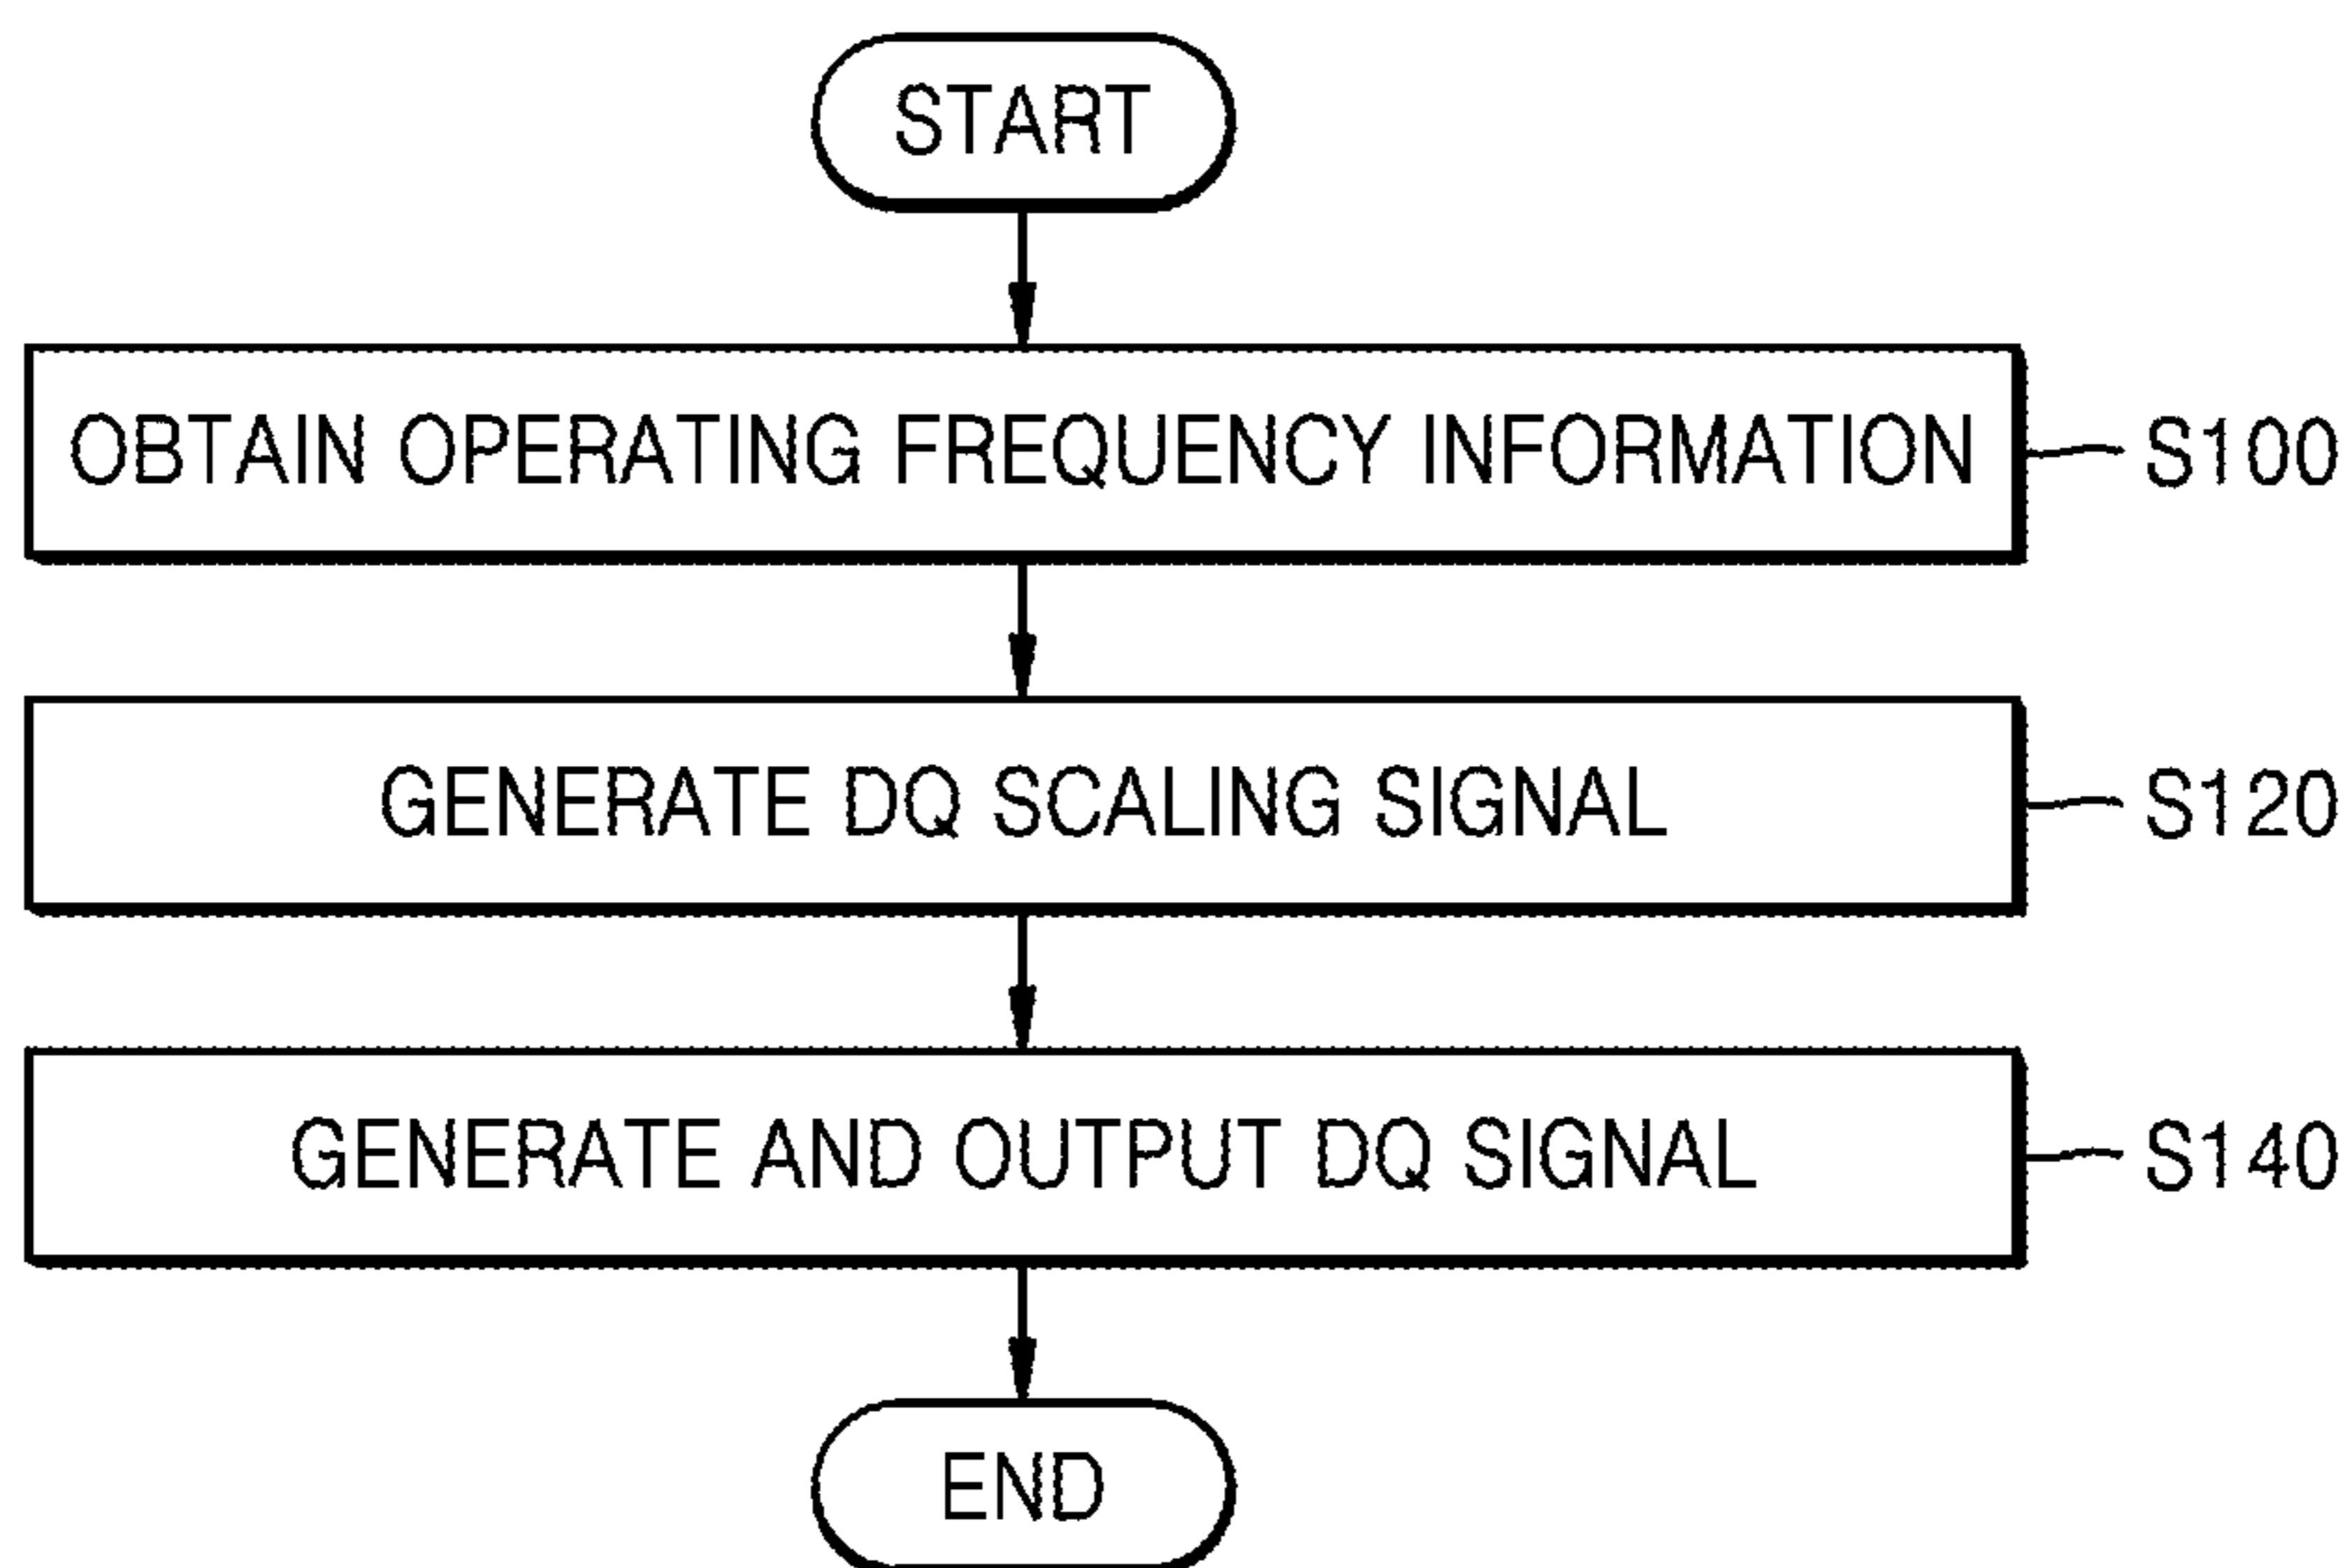 START
OBTAIN OPERATING FREQUENCY INFORMATION S100
GENERATE DQ SCALING SIGNAL S120
GENERATE AND OUTPUT DQ SIGNAL S140
END